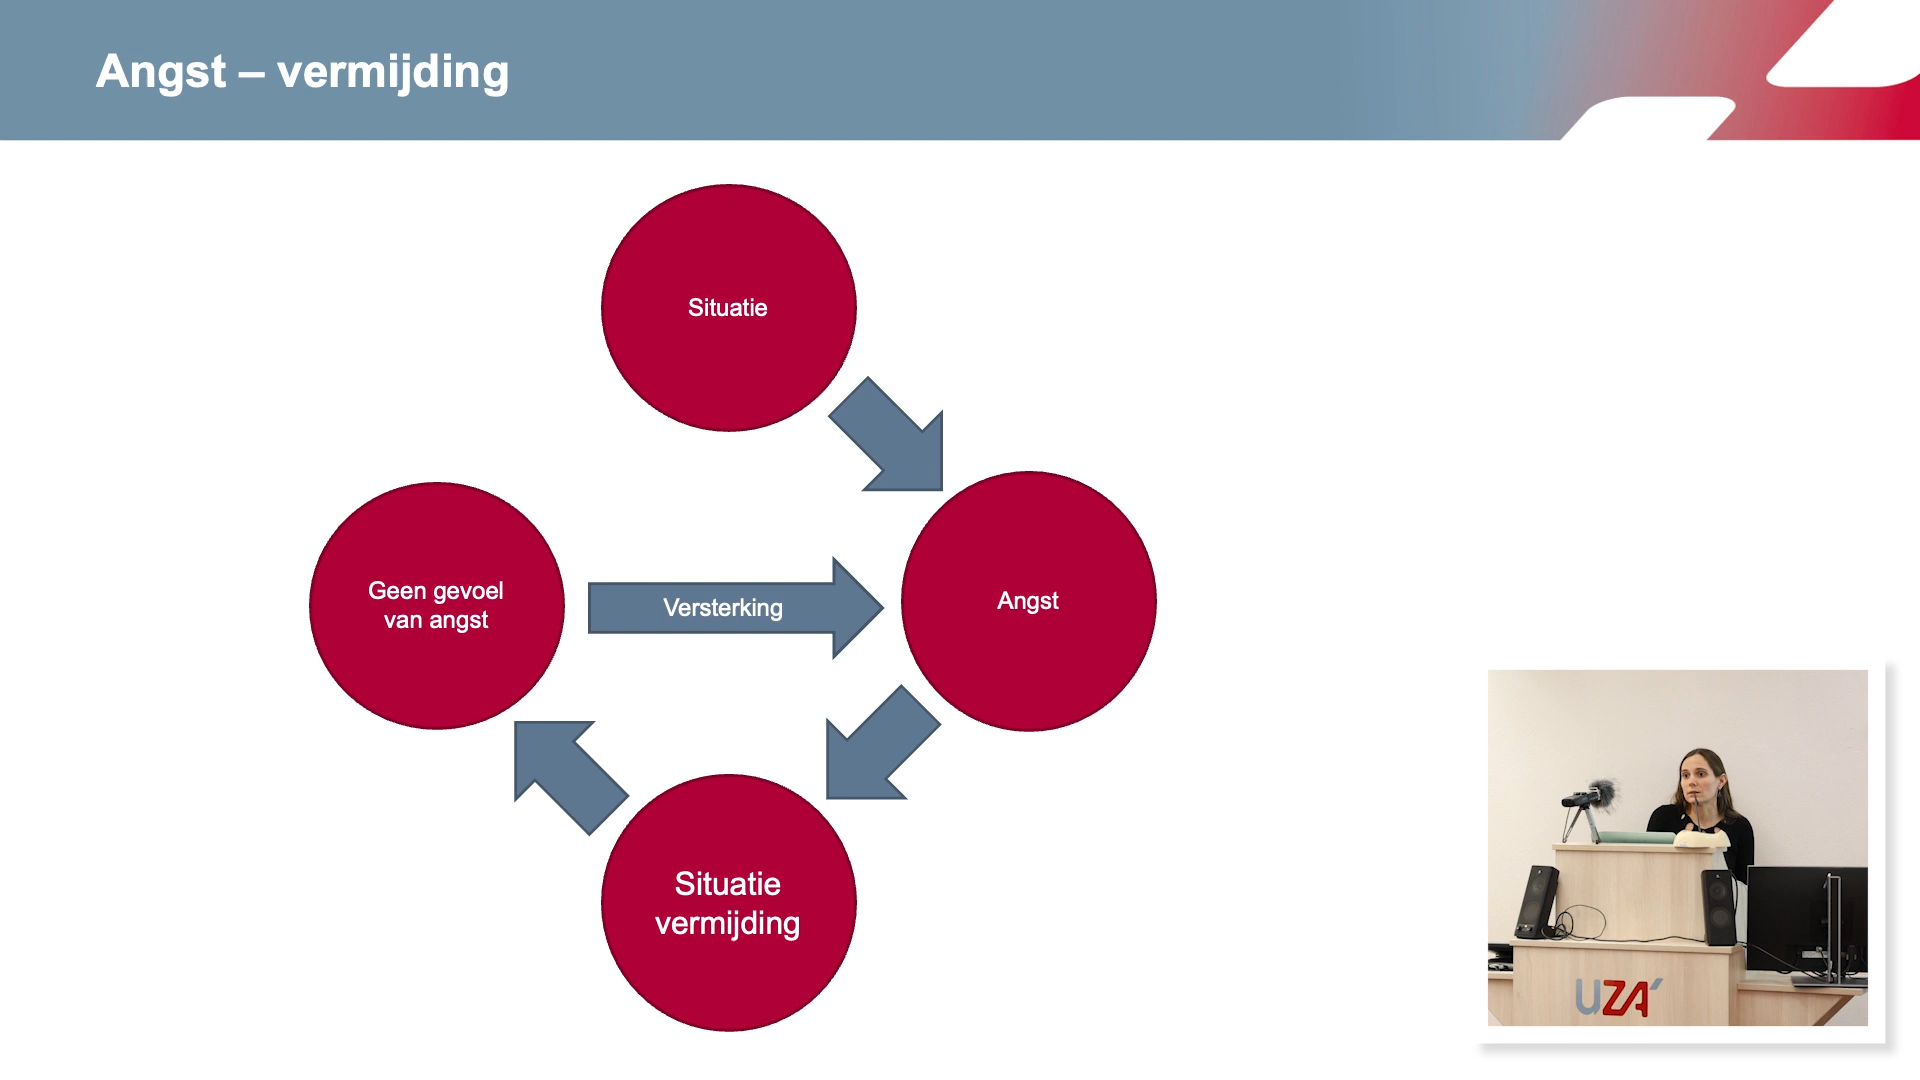 Angst – vermijding
Situatie
Geen gevoel
van angst
Versterking
Angst
Situatie
vermijding
UZA